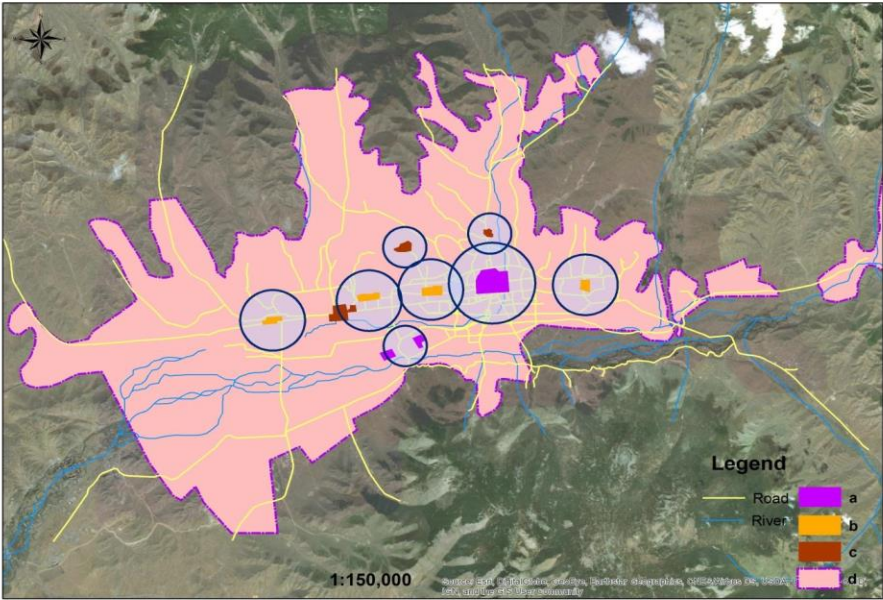 Legend
Road
River
a
b
c
d
1:150,000
Source: Esri, DigitalGlobe, GeoEye, Earthstar Geographics, CNES/Airbus DS, USDA,
IGN, and the GIS User Community